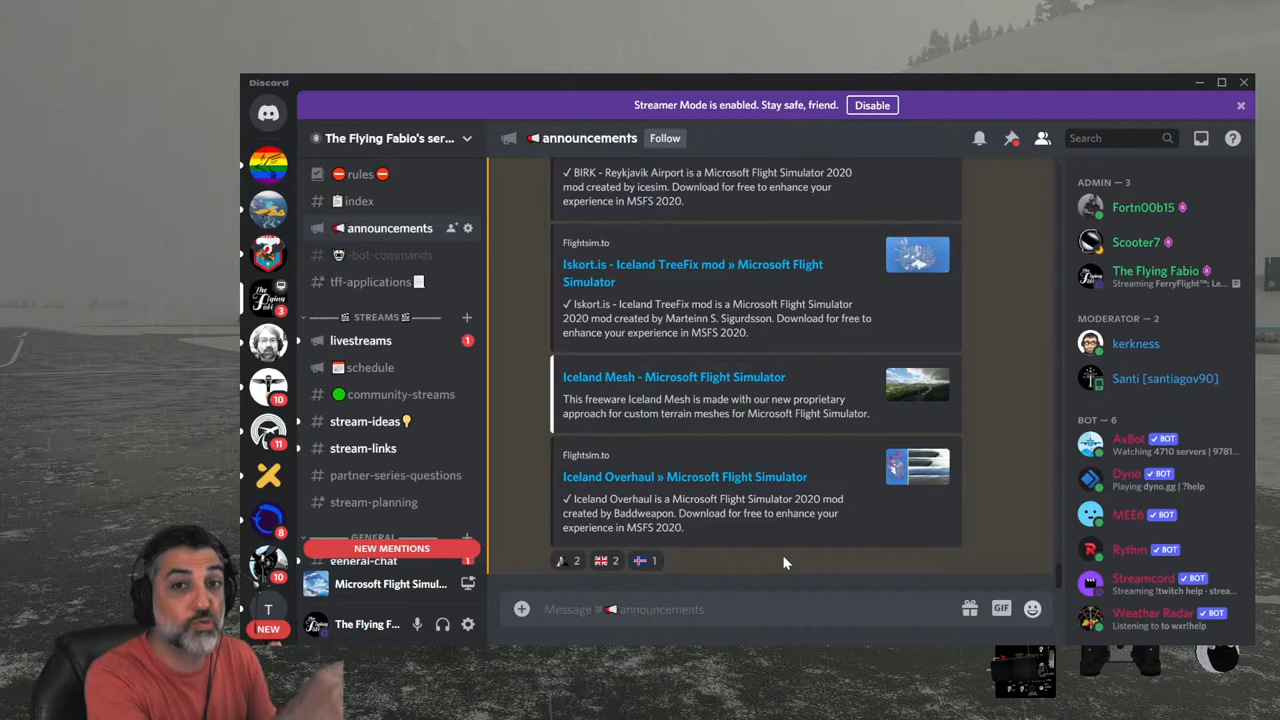 Discord
Streamer Mode is enabled. Stay safe, friend.
Disable
The Flying Fabio's ser...
announcements
Follow
Search
rules
index
announcements
bot-commands
tff-applications
STREAMS
livestreams
1
schedule
community-streams
stream-ideas
stream-links
partner-series-questions
stream-planning
GENERAL
NEW MENTIONS
general-chat
Microsoft Flight Simul...
The Flying F...
3
10
11
8
10
T
NEW
✓ BIRK - Reykjavik Airport is a Microsoft Flight Simulator 2020
mod created by icesim. Download for free to enhance your
experience in MSFS 2020.
Flightsim.to
Iskort.is - Iceland TreeFix mod » Microsoft Flight
Simulator
✓ Iskort.is - Iceland TreeFix mod is a Microsoft Flight Simulator
2020 mod created by Marteinn S. Sigurdsson. Download for free to
enhance your experience in MSFS 2020.
Iceland Mesh - Microsoft Flight Simulator
This freeware Iceland Mesh is made with our new proprietary
approach for custom terrain meshes for Microsoft Flight Simulator.
Flightsim.to
Iceland Overhaul » Microsoft Flight Simulator
✓ Iceland Overhaul is a Microsoft Flight Simulator 2020 mod
created by Baddweapon. Download for free to enhance your
experience in MSFS 2020.
2 2 1
Message # announcements
GIF
ADMIN — 3
Fortn00b15
Scooter7
The Flying Fabio
Streaming FerryFlight™: Le...
MODERATOR — 2
kerkness
Santi [santiagov90]
BOT — 6
AvBot ✓ BOT
Watching 4710 servers | 9781...
Dyno ✓ BOT
Playing dyno.gg | ?help
MEE6 ✓ BOT
Rythm ✓ BOT
Streamcord ✓ BOT
Streaming !twitch help · strea...
Weather Radar ✓ BOT
Listening to to wxr!help